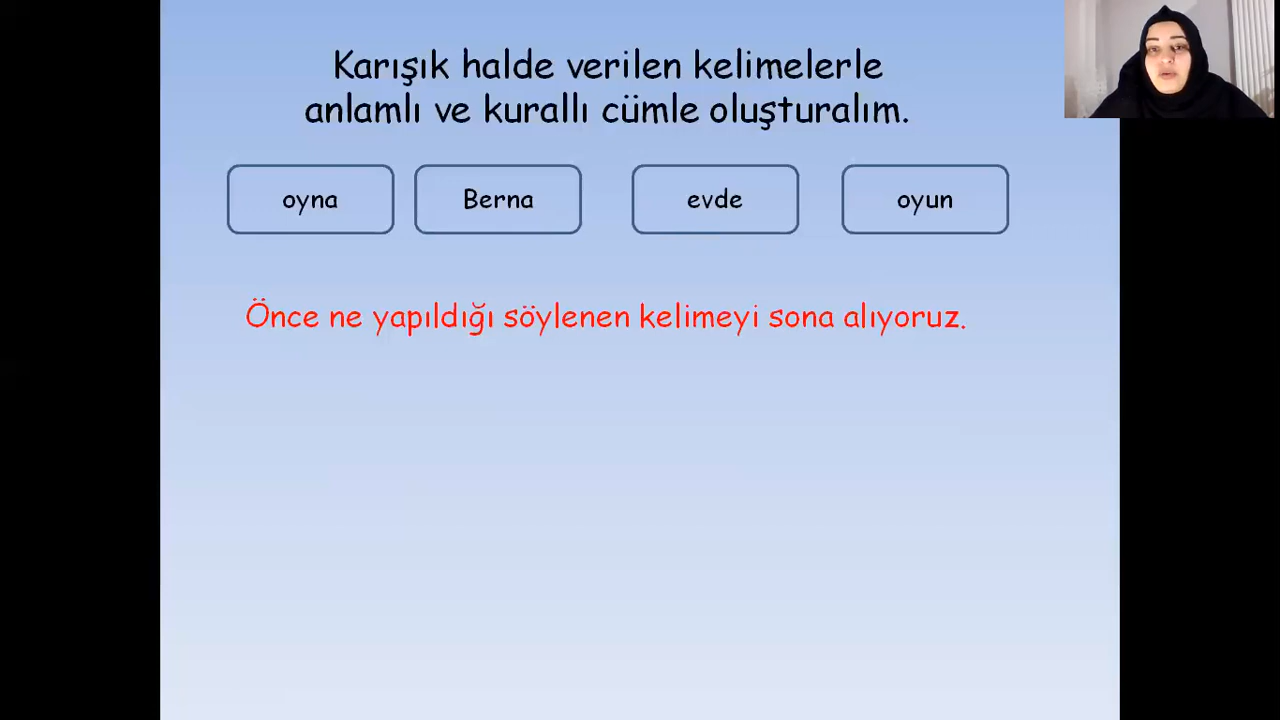 Karışık halde verilen kelimelerle
anlamlı ve kurallı cümle oluşturalım.
oyna Berna evde oyun
Önce ne yapıldığı söylenen kelimeyi sona alıyoruz.